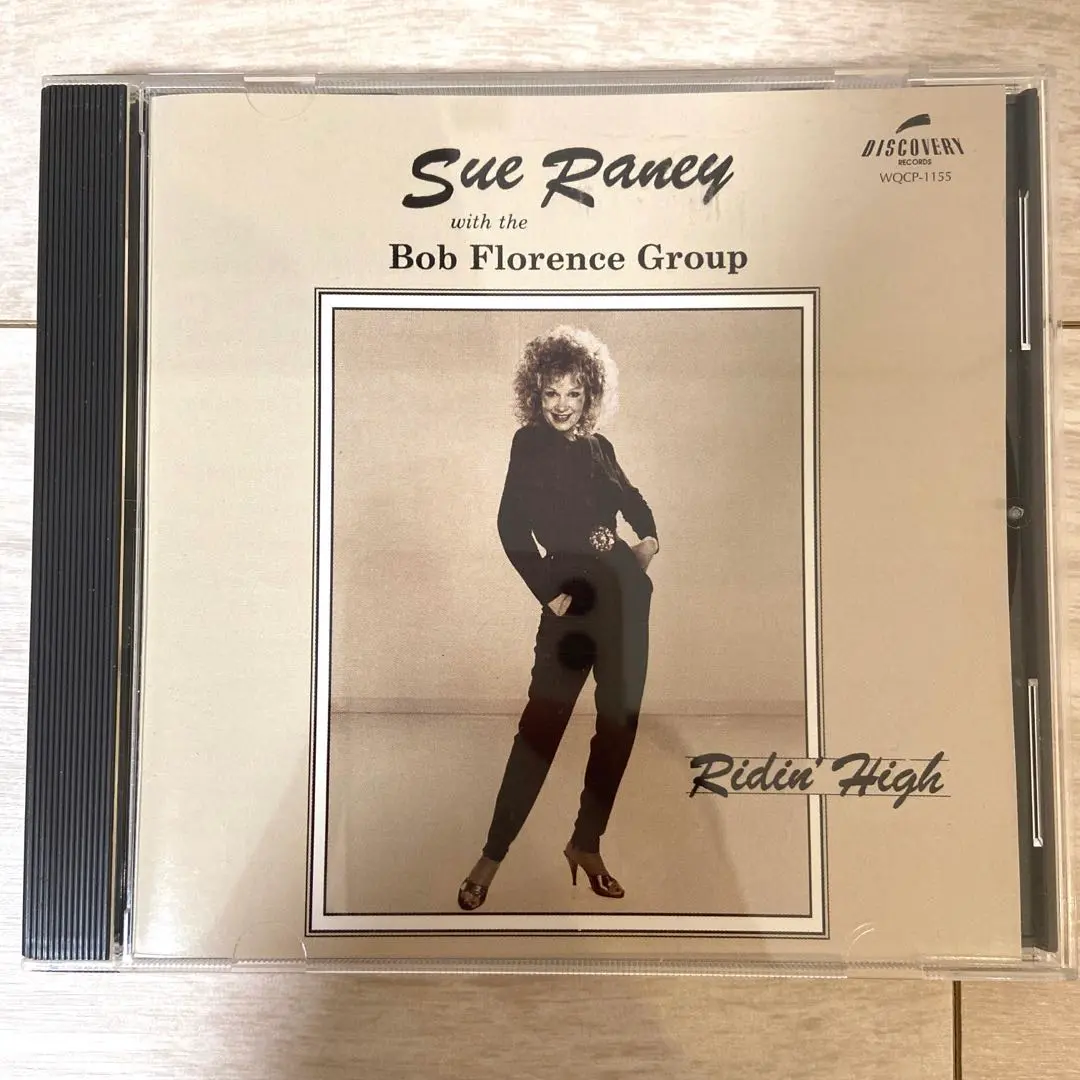 Sue Raney
with the
Bob Florence Group
DISCOVERY
RECORDS
WQCP-1155
Ridin' High